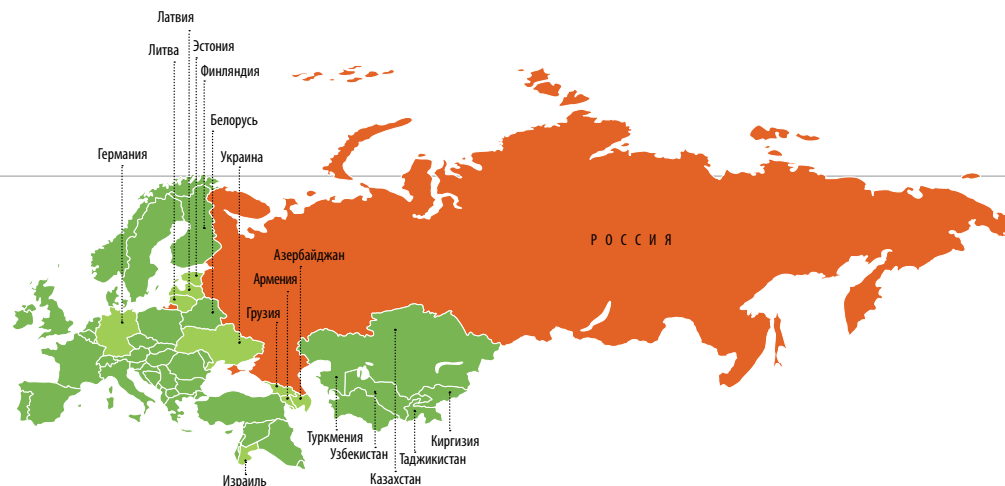 Латвия
Литва
Эстония
Финляндия
Белорусь
Германия
Украина
РОССИЯ
Азербайджан
Армения
Грузия
Туркмения
Узбекистан
Киргизия
Таджикистан
Казахстан
Израиль